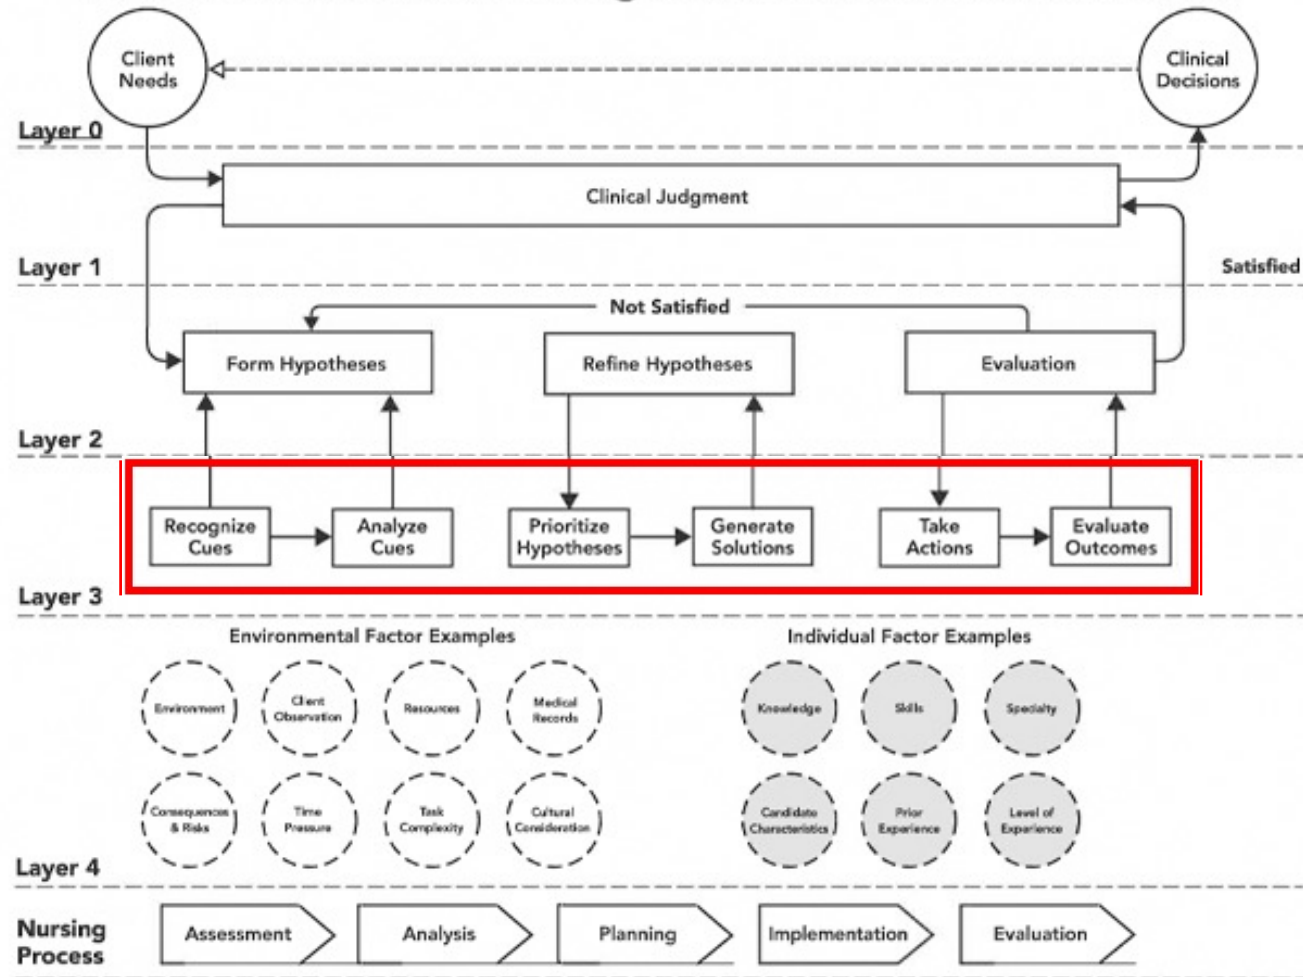 Client
Needs
Clinical
Decisions
Layer 0
Clinical Judgment
Layer 1
Satisfied
Not Satisfied
Form Hypotheses
Refine Hypotheses
Evaluation
Layer 2
Recognize
Cues
Analyze
Cues
Prioritize
Hypotheses
Generate
Solutions
Take
Actions
Evaluate
Outcomes
Layer 3
Environmental Factor Examples
Individual Factor Examples
Environment
Client
Observation
Resources
Medical
Records
Knowledge
Skills
Specialty
Consequences
& Risks
Time
Pressure
Task
Complexity
Cultural
Consideration
Candidate
Characteristics
Prior
Experience
Level of
Experience
Layer 4
Nursing
Process
Assessment
Analysis
Planning
Implementation
Evaluation